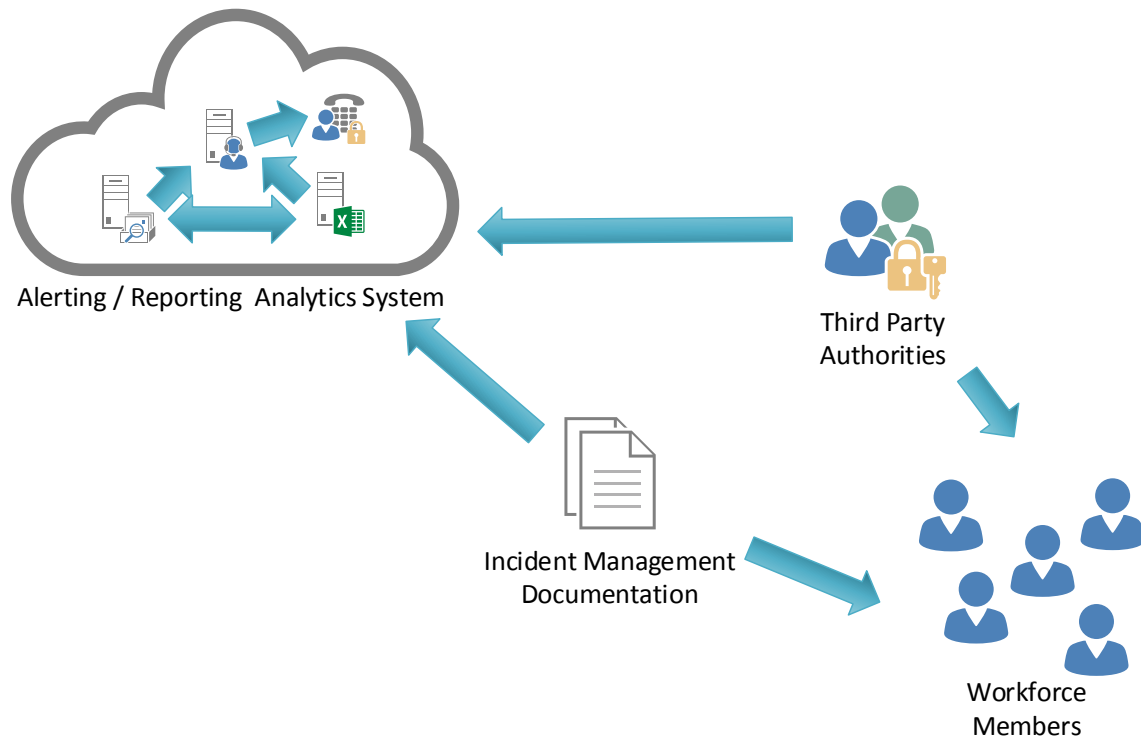 Alerting / Reporting  Analytics System
Third Party
Authorities
Incident Management
Documentation
Workforce
Members
X